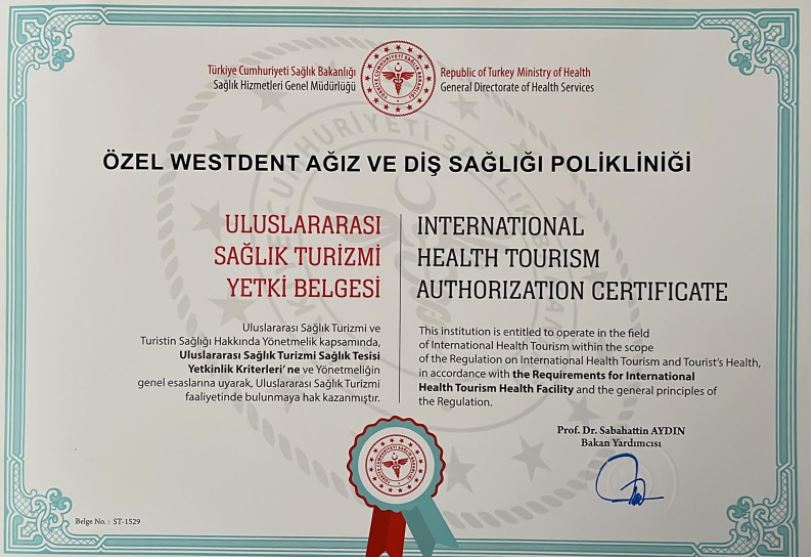 Türkiye Cumhuriyeti Sağlık Bakanlığı
Sağlık Hizmetleri Genel Müdürlüğü
Republic of Turkey Ministry of Health
General Directorate of Health Services
ÖZEL WESTDENT AĞIZ VE DİŞ SAĞLIĞI POLİKLİNİĞİ
ULUSLARARASI
SAĞLIK TURİZMİ
YETKİ BELGESİ
INTERNATIONAL
HEALTH TOURISM
AUTHORIZATION CERTIFICATE
Uluslararası Sağlık Turizmi ve
Turistin Sağlığı Hakkında Yönetmelik kapsamında,
Uluslararası Sağlık Turizmi Sağlık Tesisi
Yetkinlik Kriterleri' ne ve Yönetmeliğin
genel esaslarına uyarak, Uluslararası Sağlık Turizmi
faaliyetinde bulunmaya hak kazanmıştır.
This institution is entitled to operate in the field
of International Health Tourism within the scope
of the Regulation on International Health Tourism and Tourist's Health,
in accordance with the Requirements for International
Health Tourism Health Facility and the general principles of
the Regulation.
Prof. Dr. Sabahattin AYDIN
Bakan Yardımcısı
Belge No. : ST-1529